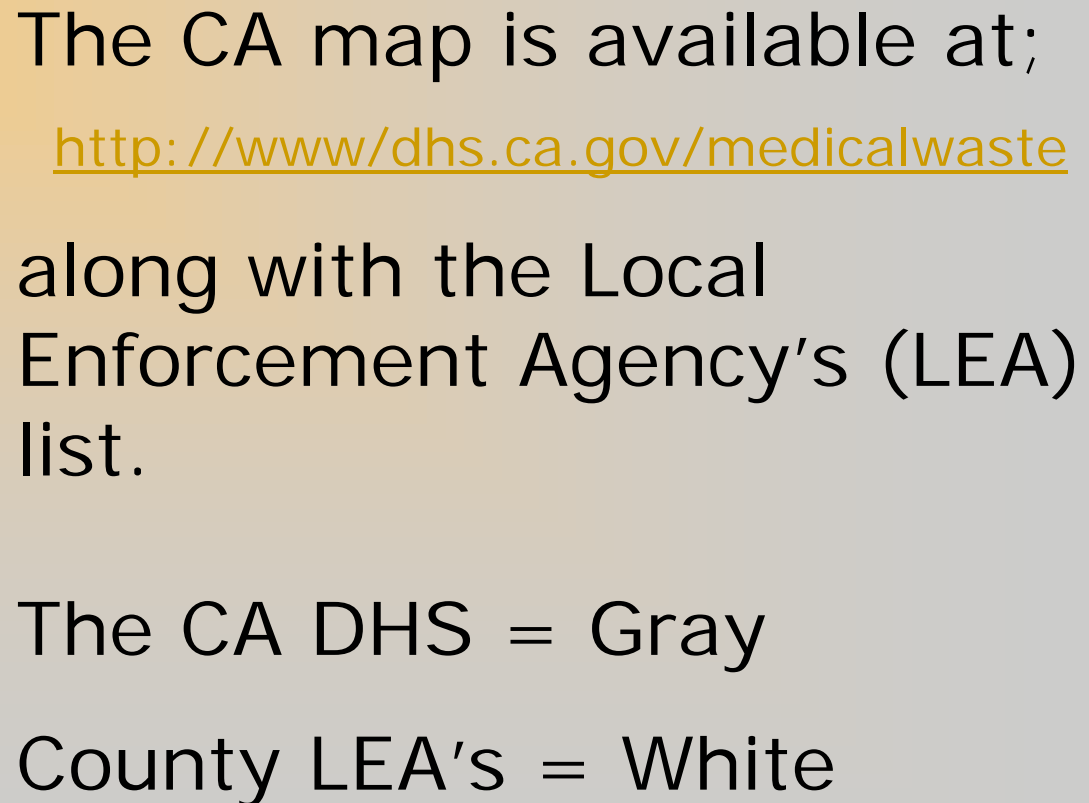 The CA map is available at;
http://www/dhs.ca.gov/medicalwaste
along with the Local
Enforcement Agency's (LEA)
list.
The CA DHS = Gray
County LEA's = White